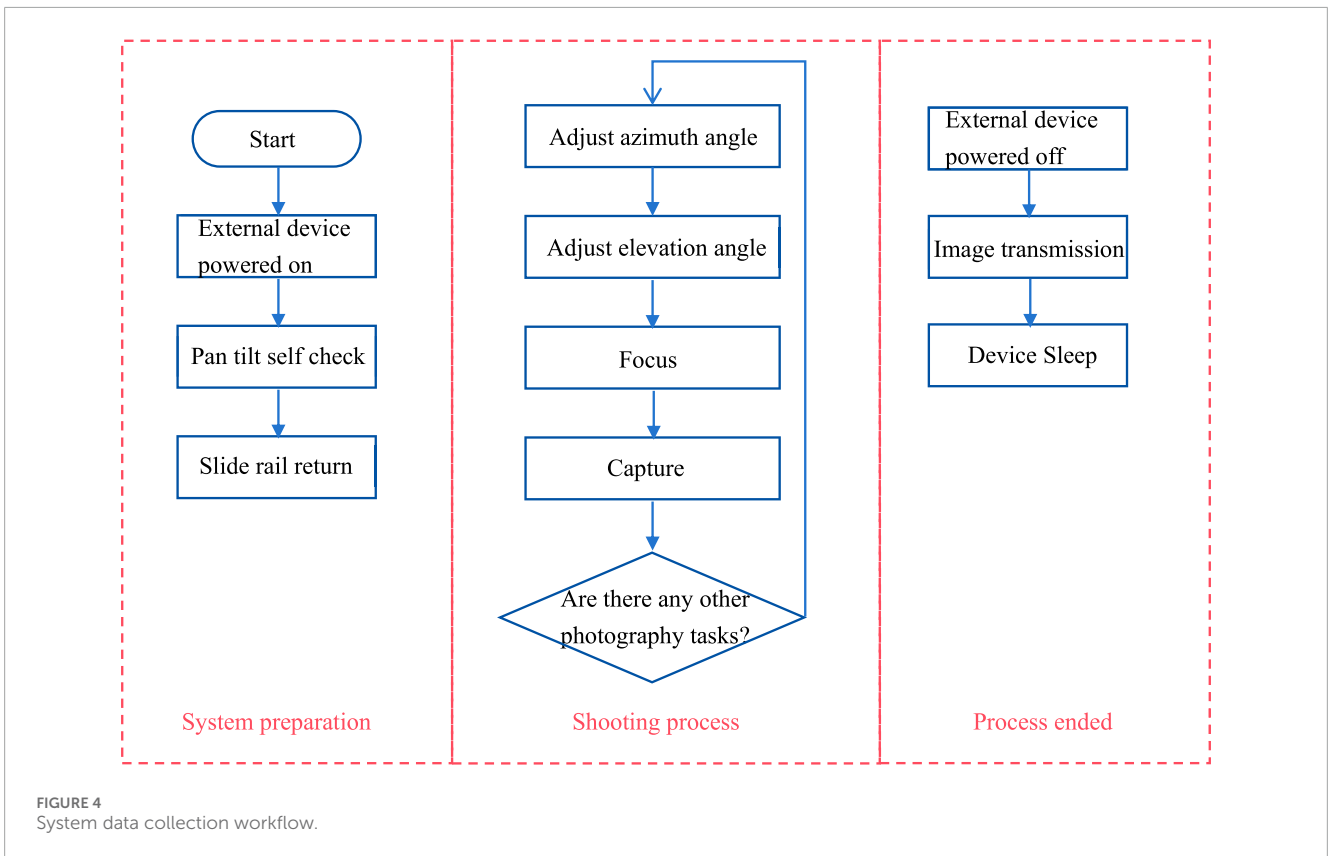 Start
External device
powered on
Pan tilt self check
Slide rail return
System preparation
Adjust azimuth angle
Adjust elevation angle
Focus
Capture
Are there any other
photography tasks?
Shooting process
External device
powered off
Image transmission
Device Sleep
Process ended
FIGURE 4
System data collection workflow.